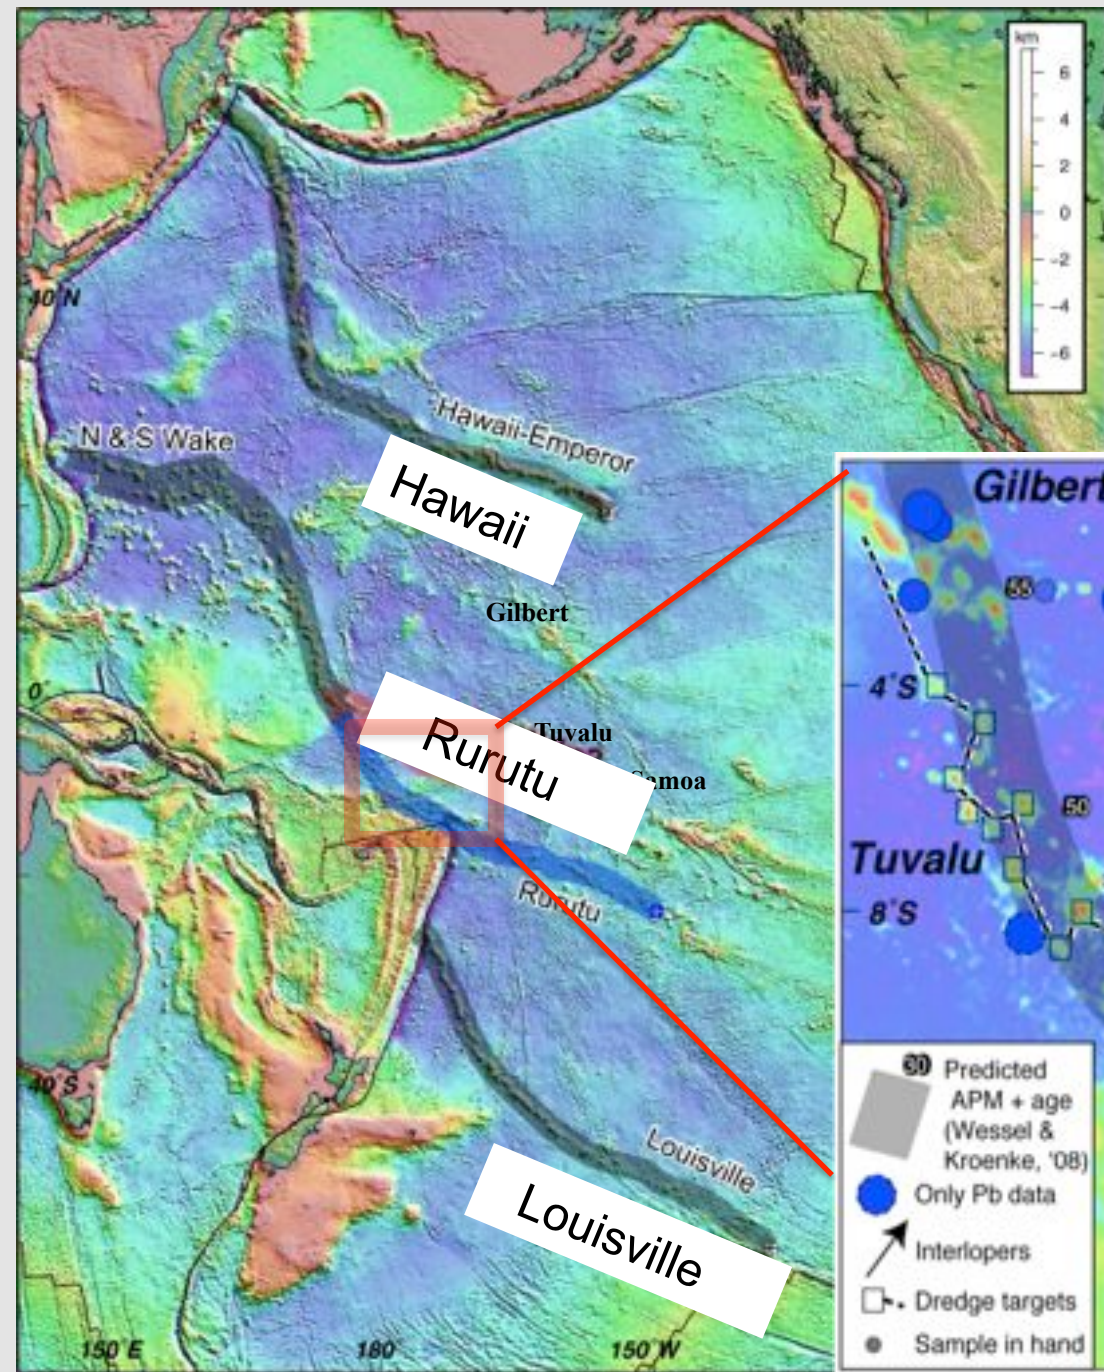 km
6
4
2
0
-2
-4
-6
40˚N
Hawaii-Emperor
N & S Wake
Hawaii
Gilbert
0˚
Tuvalu
Rurutu
Samoa
Rurutu
40˚S
Louisville
Louisville
150˚E
180˚
150˚W
Gilbert
55
4˚S
50
Tuvalu
8˚S
Predicted
APM + age
(Wessel &
Kroenke, '08)
Only Pb data
Interlopers
Dredge targets
Sample in hand